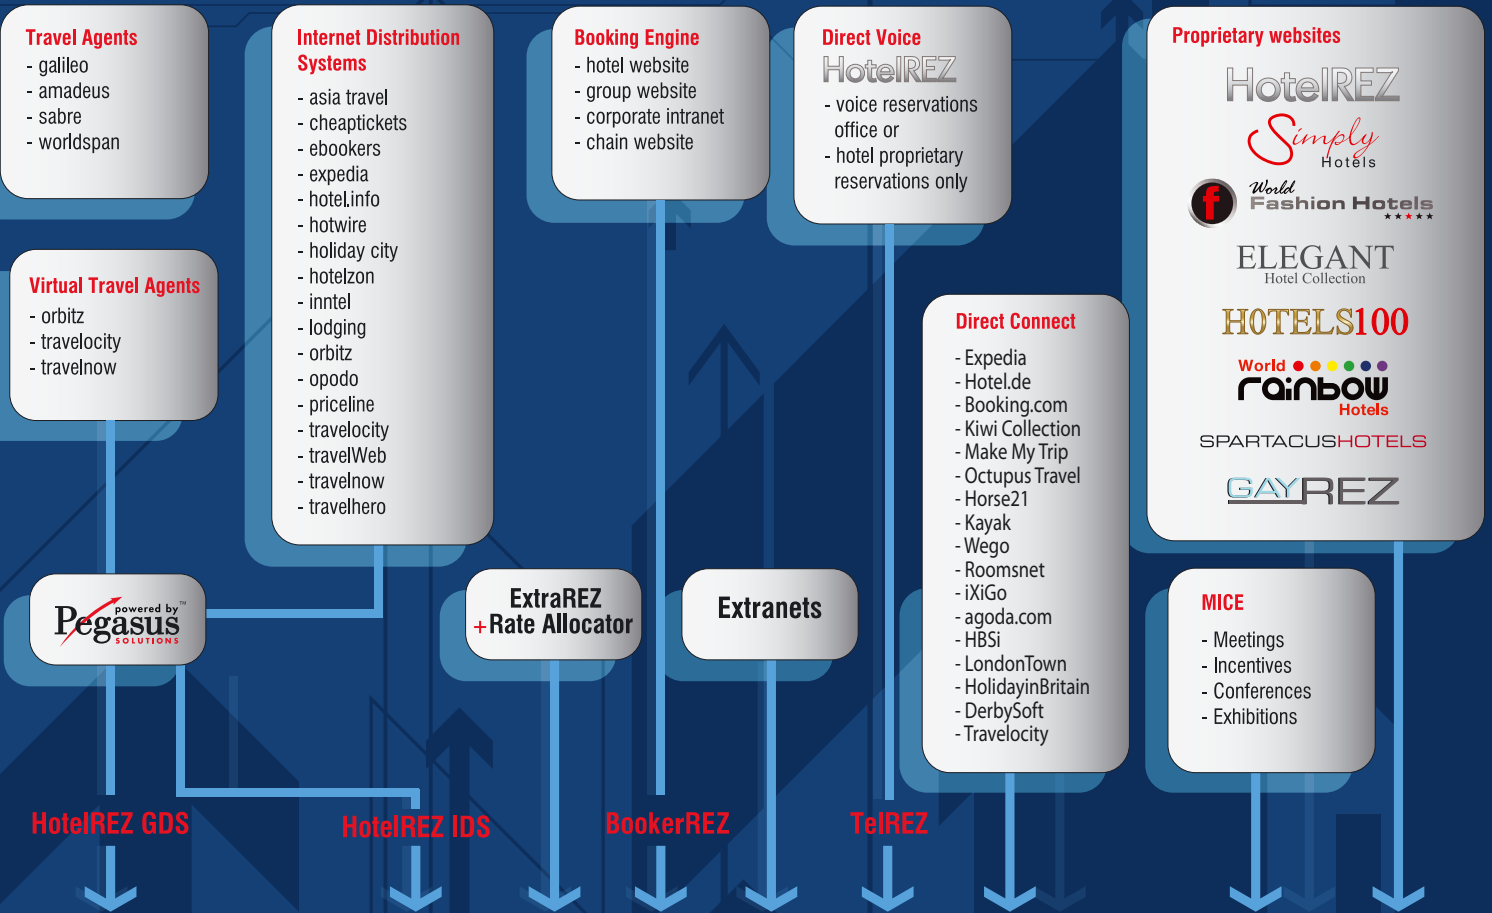 Travel Agents
- galileo
- amadeus
- sabre
- worldspan
Virtual Travel Agents
- orbitz
- travelocity
- travelnow
Internet Distribution
Systems
- asia travel
- cheaptickets
- ebookers
- expedia
- hotel.info
- hotwire
- holiday city
- hotelzon
- inntel
- lodging
- orbitz
- opodo
- priceline
- travelocity
- travelWeb
- travelnow
- travelhero
Booking Engine
- hotel website
- group website
- corporate intranet
- chain website
Direct Voice
HotelREZ
- voice reservations
office or
- hotel proprietary
reservations only
Direct Connect
- Expedia
- Hotel.de
- Booking.com
- Kiwi Collection
- Make My Trip
- Octupus Travel
- Horse21
- Kayak
- Wego
- Roomsnet
- iXiGo
- agoda.com
- HBSi
- LondonTown
- HolidayinBritain
- DerbySoft
- Travelocity
Proprietary websites
HotelREZ
Simply
Hotels
f World
Fashion Hotels
ELEGANT
Hotel Collection
HOTELS100
World
rainbow
Hotels
SPARTACUSHOTELS
GAYREZ
MICE
- Meetings
- Incentives
- Conferences
- Exhibitions
powered by
Pegasus™
SOLUTIONS
ExtraREZ
+Rate Allocator
Extranets
HotelREZ GDS
HotelREZ IDS
BookerREZ
TelREZ